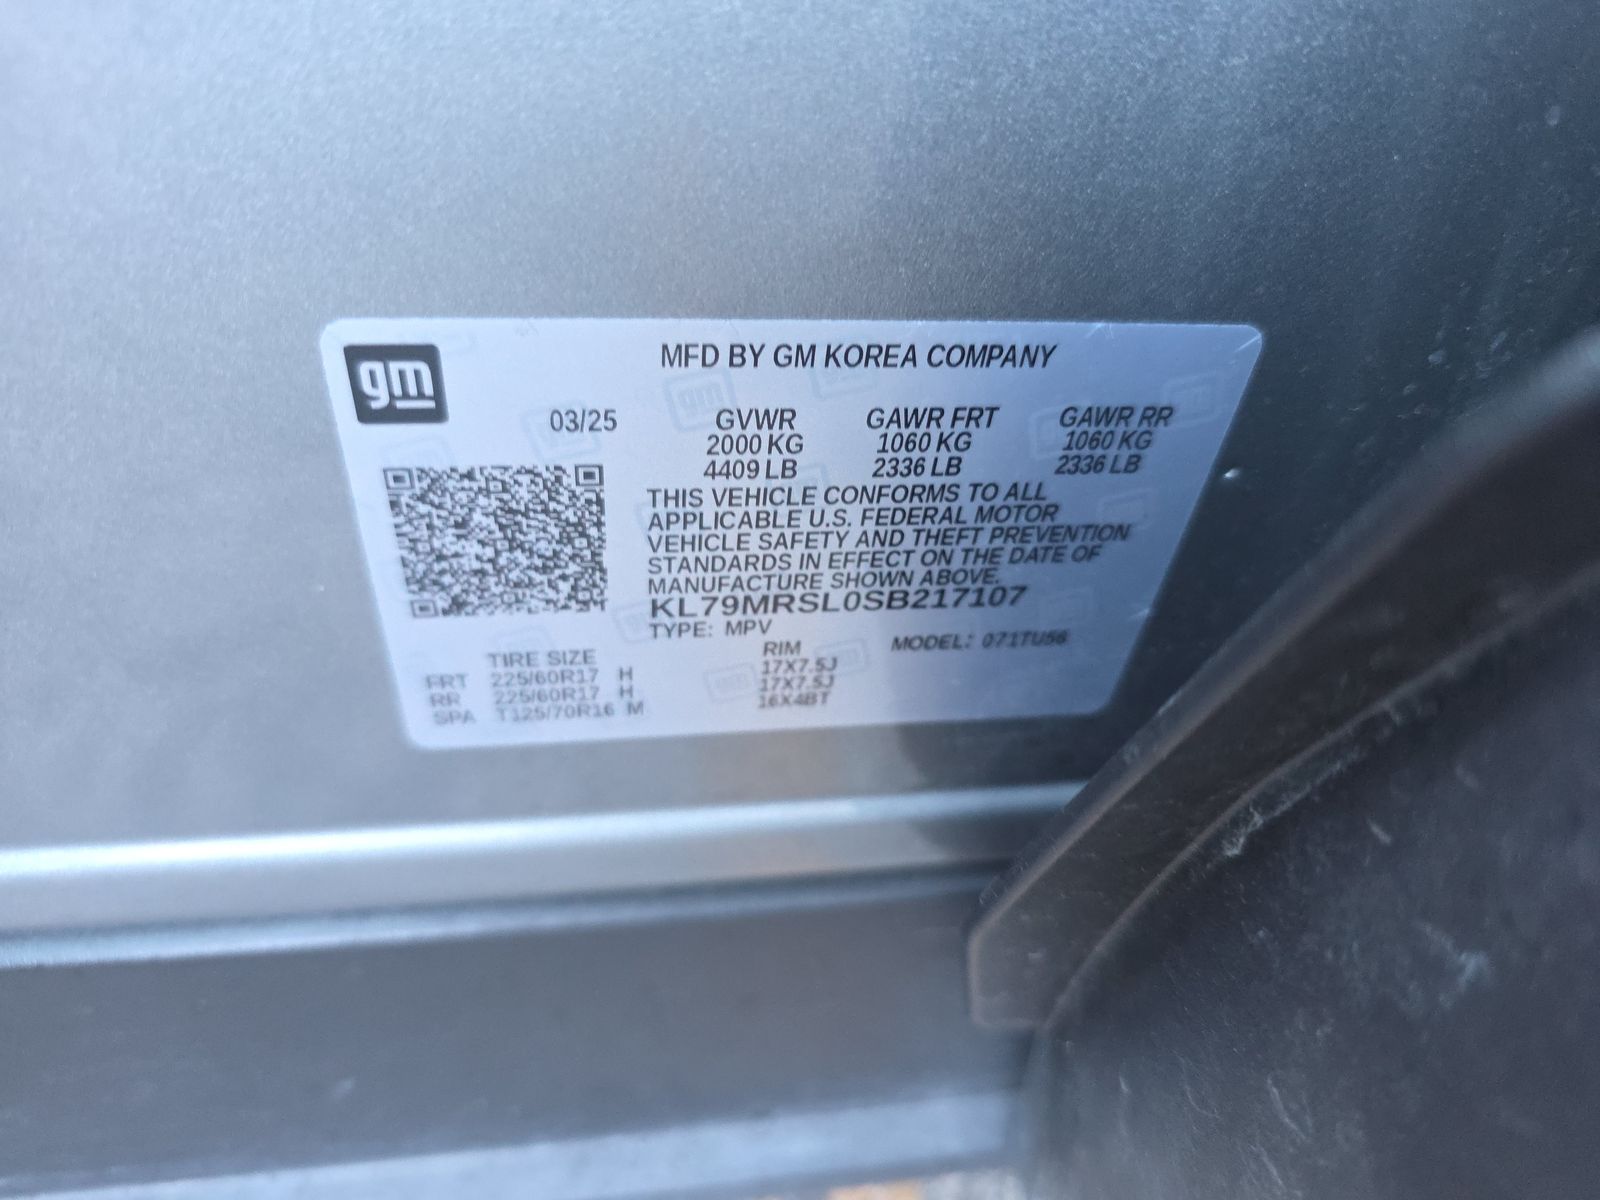 gm
MFD BY GM KOREA COMPANY
03/25 GVWR GAWR FRT GAWR RR
2000 KG 1060 KG 1060 KG
4409 LB 2336 LB 2336 LB
THIS VEHICLE CONFORMS TO ALL
APPLICABLE U.S. FEDERAL MOTOR
VEHICLE SAFETY AND THEFT PREVENTION
STANDARDS IN EFFECT ON THE DATE OF
MANUFACTURE SHOWN ABOVE.
KL79MRSL0SB217107
TYPE: MPV MODEL: 071TU56
TIRE SIZE RIM
FRT 225/60R17 H 17X7.5J
RR 225/60R17 H 17X7.5J
SPA T125/70R16 M 16X4BT